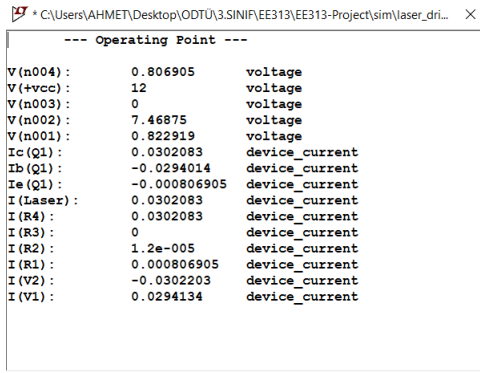 * C:\Users\AHMET\Desktop\ODTÜ\3.SINIF\EE313\EE313-Project\sim\laser_dri...
--- Operating Point ---
V(n004): 0.806905 voltage
V(+vcc): 12 voltage
V(n003): 0 voltage
V(n002): 7.46875 voltage
V(n001): 0.822919 voltage
Ic(Q1): 0.0302083 device_current
Ib(Q1): -0.0294014 device_current
Ie(Q1): -0.000806905 device_current
I(Laser): 0.0302083 device_current
I(R4): 0.0302083 device_current
I(R3): 0 device_current
I(R2): 1.2e-005 device_current
I(R1): 0.000806905 device_current
I(V2): -0.0302203 device_current
I(V1): 0.0294134 device_current